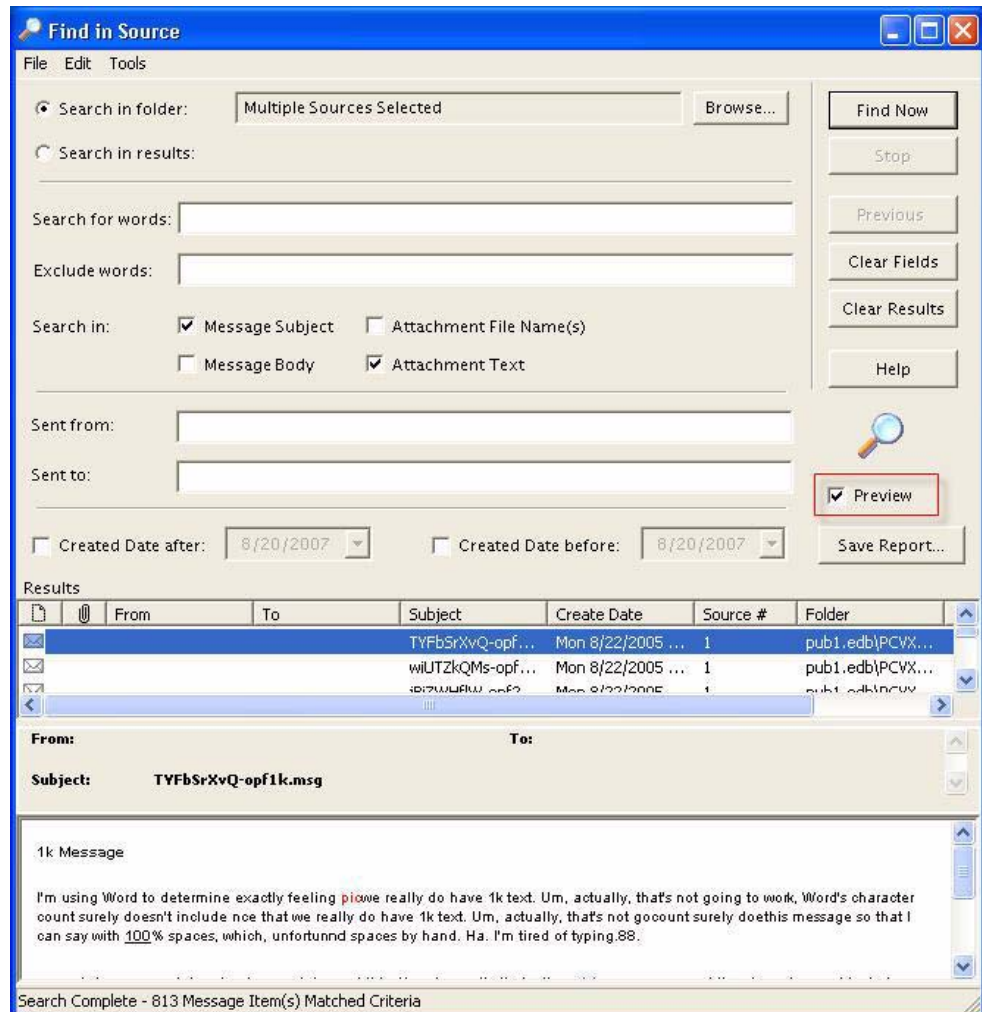 Find in Source
File Edit Tools
Search in folder: Multiple Sources Selected Browse... Find Now
Search in results: Stop
Search for words: Previous
Exclude words: Clear Fields
Clear Results
Search in: Message Subject Attachment File Name(s)
Message Body Attachment Text Help
Sent from:
Sent to:
Preview
Created Date after: 8/20/2007 Created Date before: 8/20/2007 Save Report...
Results
From To Subject Create Date Source # Folder
TYFbSrXvQ-opf... Mon 8/22/2005 ... 1 pub1.edb\PCVX...
wiUTZkQMs-opf... Mon 8/22/2005 ... 1 pub1.edb\PCVX...
Mon 8/22/2005 1
From: To:
Subject: TYFbSrXvQ-opf1k.msg
1k Message
I'm using Word to determine exactly feeling picwe really do have 1k text. Um, actually, that's not going to work, Word's character
count surely doesn't include nce that we really do have 1k text. Um, actually, that's not gocount surely doethis message so that I
can say with 100% spaces, which, unfortunnd spaces by hand. Ha. I'm tired of typing.88.
Search Complete - 813 Message Item(s) Matched Criteria